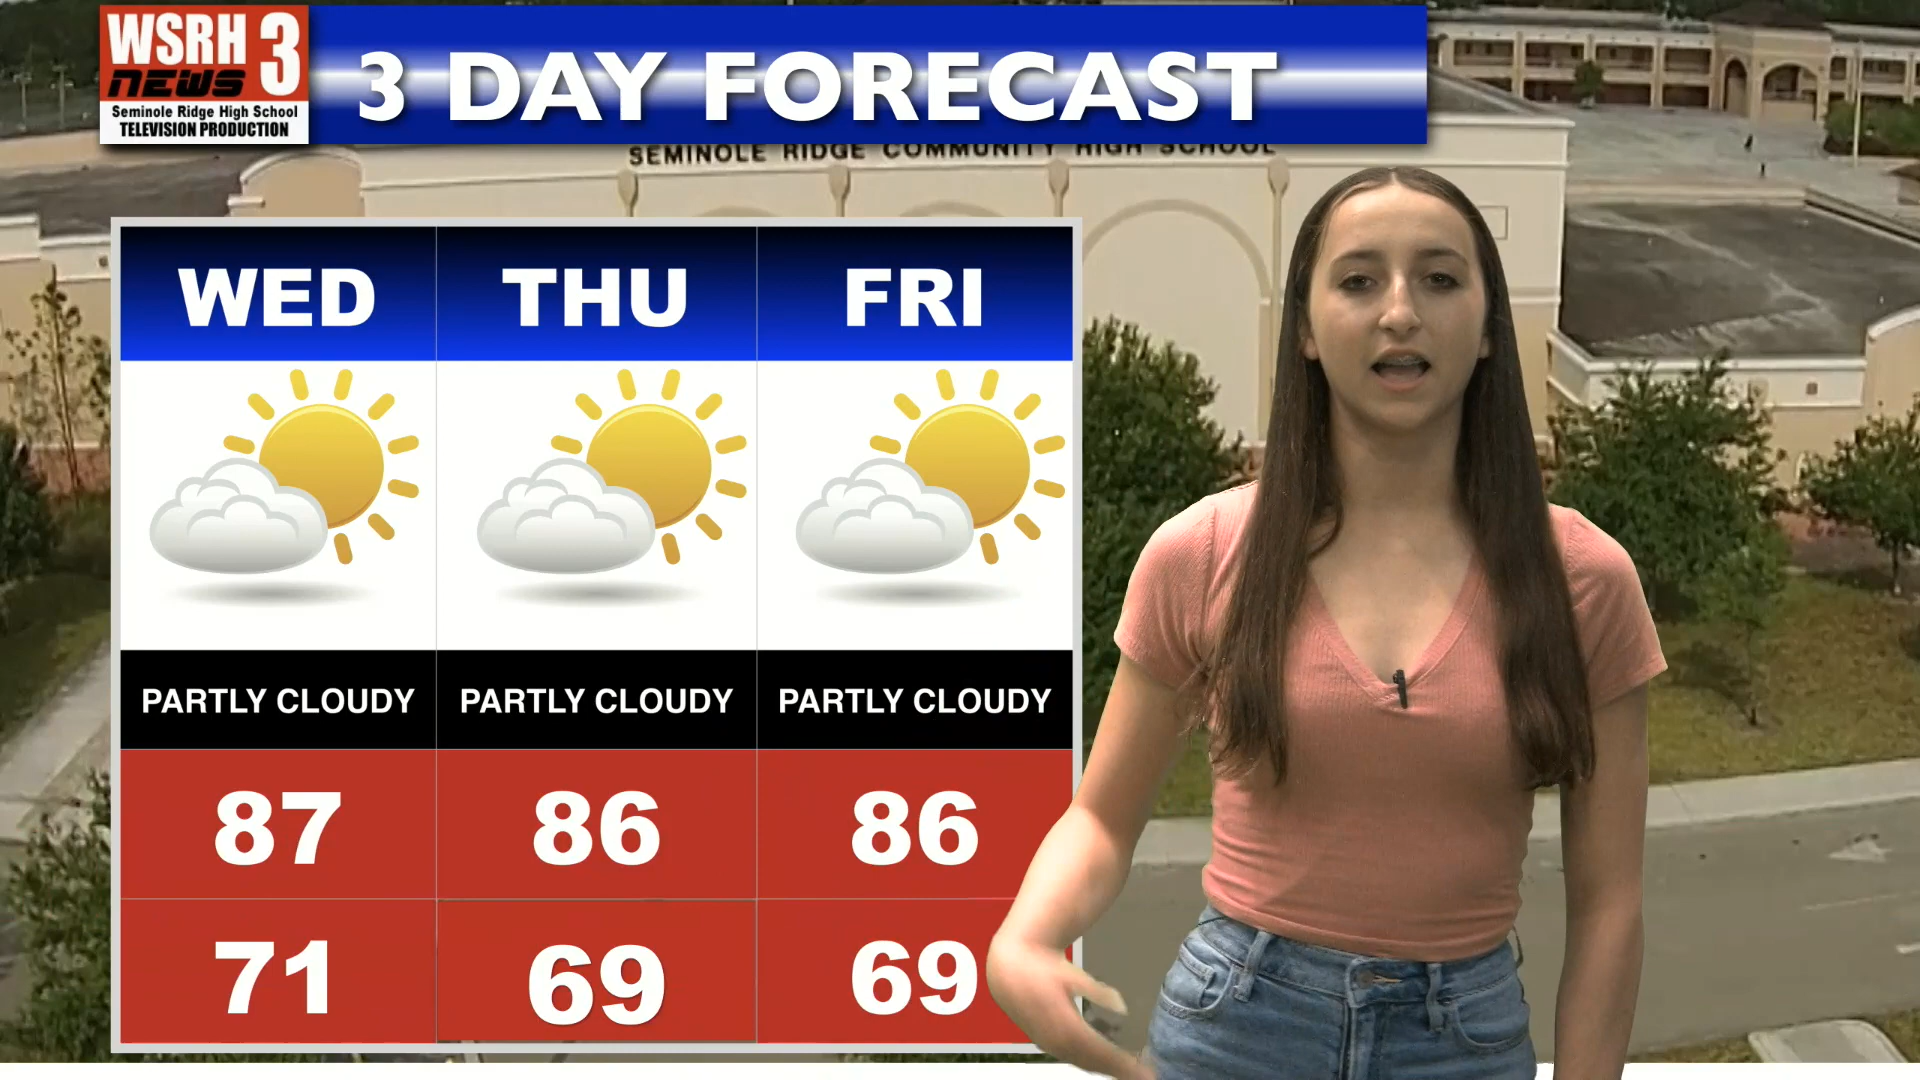 WSRH 3
NEWS
Seminole Ridge High School
TELEVISION PRODUCTION
3 DAY FORECAST
SEMINOLE RIDGE COMMUNITY HIGH SCHOOL
WED THU FRI
PARTLY CLOUDY PARTLY CLOUDY PARTLY CLOUDY
87 86 86
71 69 69